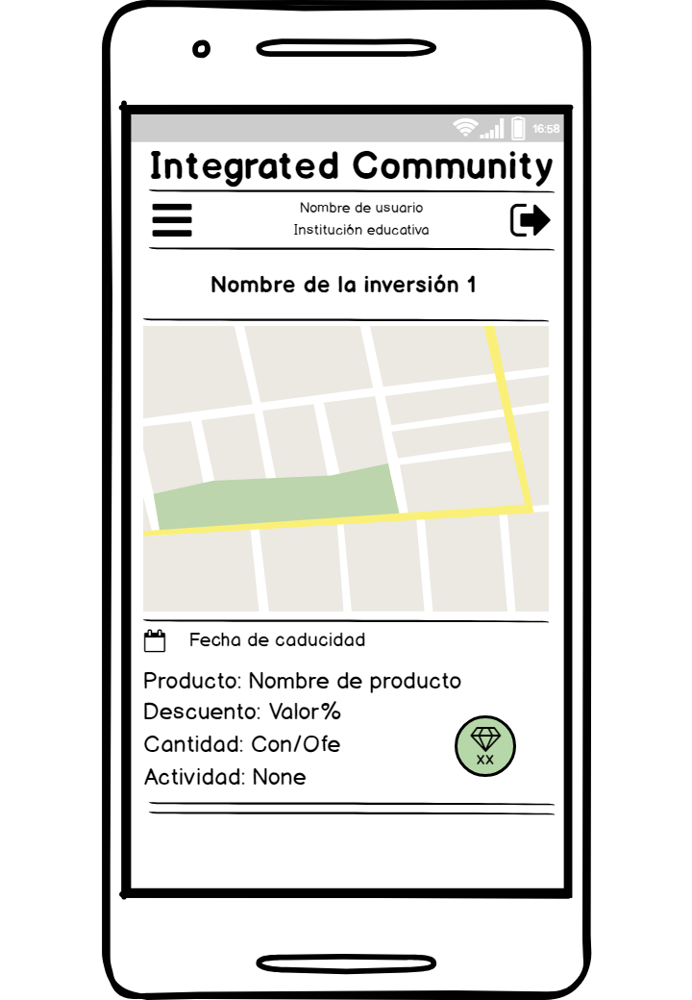 16:58
Integrated Community
Nombre de usuario
Institución educativa
Nombre de la inversión 1
Fecha de caducidad
Producto: Nombre de producto
Descuento: Valor%
Cantidad: Con/Ofe
Actividad: None
XX